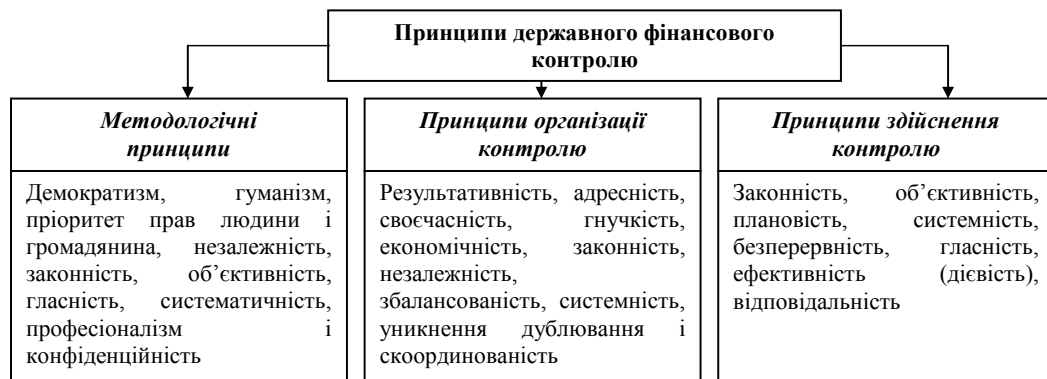 Принципи державного фінансового
контролю
Методологічні
принципи
Демократизм, гуманізм,
пріоритет прав людини і
громадянина, незалежність,
законність, об’єктивність,
гласність, систематичність,
професіоналізм і
конфіденційність
Принципи організації
контролю
Результативність, адресність,
своєчасність, гнучкість,
економічність, законність,
незалежність,
збалансованість, системність,
уникнення дублювання і
скоординованість
Принципи здійснення
контролю
Законність, об’єктивність,
плановість, системність,
безперервність, гласність,
ефективність (дієвість),
відповідальність